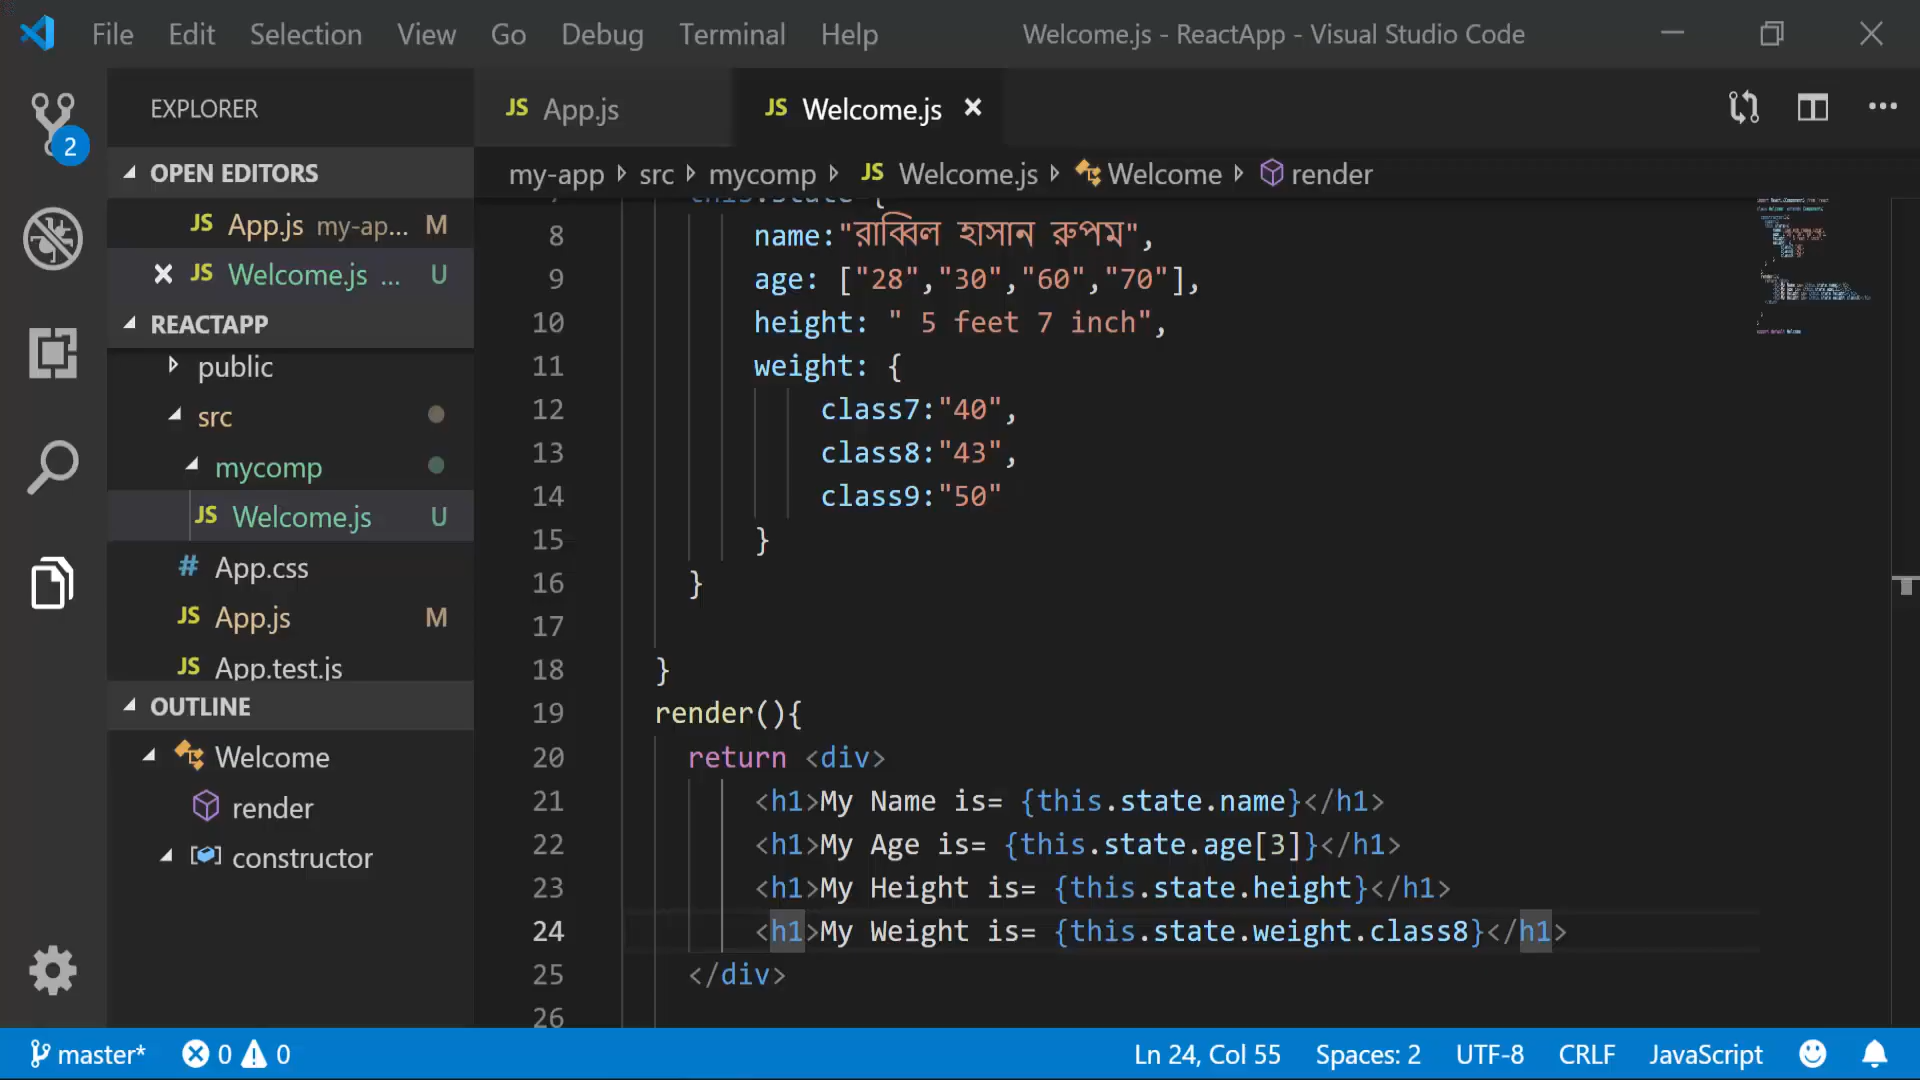 File Edit Selection View Go Debug Terminal Help Welcome.js - ReactApp - Visual Studio Code
2
EXPLORER
OPEN EDITORS
JS App.js my-ap... M
JS Welcome.js ... U
REACTAPP
public
src
mycomp
JS Welcome.js U
# App.css
JS App.js M
JS App.test.js
OUTLINE
Welcome
render
constructor
JS App.js
JS Welcome.js
my-app src mycomp JS Welcome.js Welcome render
8 name:"রাব্বিল হাসান রুপম",
9 age: ["28","30","60","70"],
10 height: " 5 feet 7 inch",
11 weight: {
12 class7:"40",
13 class8:"43",
14 class9:"50"
15 }
16 }
17
18 }
19 render(){
20 return <div>
21 <h1>My Name is= {this.state.name}</h1>
22 <h1>My Age is= {this.state.age[3]}</h1>
23 <h1>My Height is= {this.state.height}</h1>
24 <h1>My Weight is= {this.state.weight.class8}</h1>
25 </div>
26
master* 0 0 Ln 24, Col 55 Spaces: 2 UTF-8 CRLF JavaScript